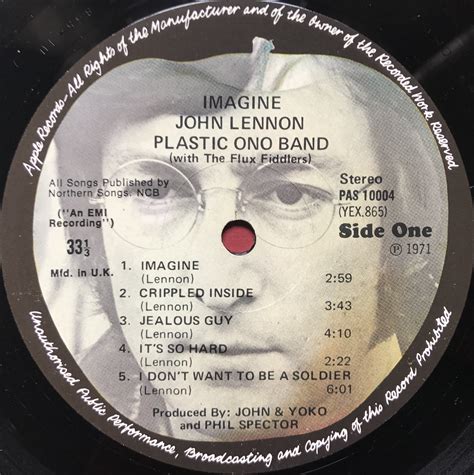 Apple Records-All Rights of the Manufacturer and of the Owner of the Recorded Work Reserved
IMAGINE
JOHN LENNON
PLASTIC ONO BAND
(with The Flux Fiddlers)
All Songs Published by
Northern Songs. NCB
("An EMI
Recording")
33⅓
Mfd. in U.K.
Stereo
PAS 10004
(YEX.865)
Side One
Ⓟ 1971
1. IMAGINE
(Lennon) 2:59
2. CRIPPLED INSIDE
(Lennon) 3:43
3. JEALOUS GUY
(Lennon) 4:10
4. IT'S SO HARD
(Lennon) 2:22
5. I DON'T WANT TO BE A SOLDIER
(Lennon) 6:01
Produced By: JOHN & YOKO
and PHIL SPECTOR
Unauthorised Public Performance, Broadcasting and Copying of this Record Prohibited